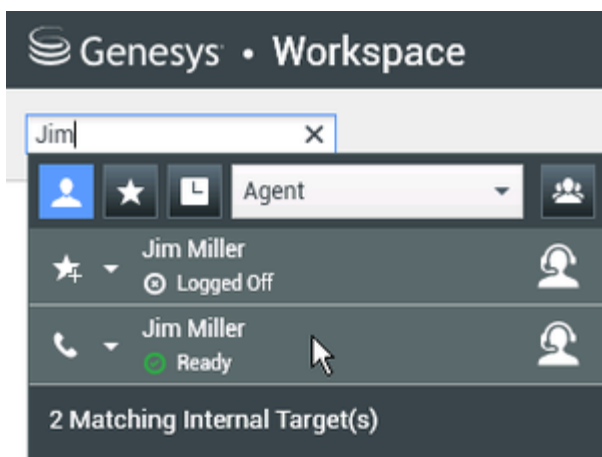 Genesys • Workspace
Jim
Agent
Jim Miller
Logged Off
Jim Miller
Ready
2 Matching Internal Target(s)